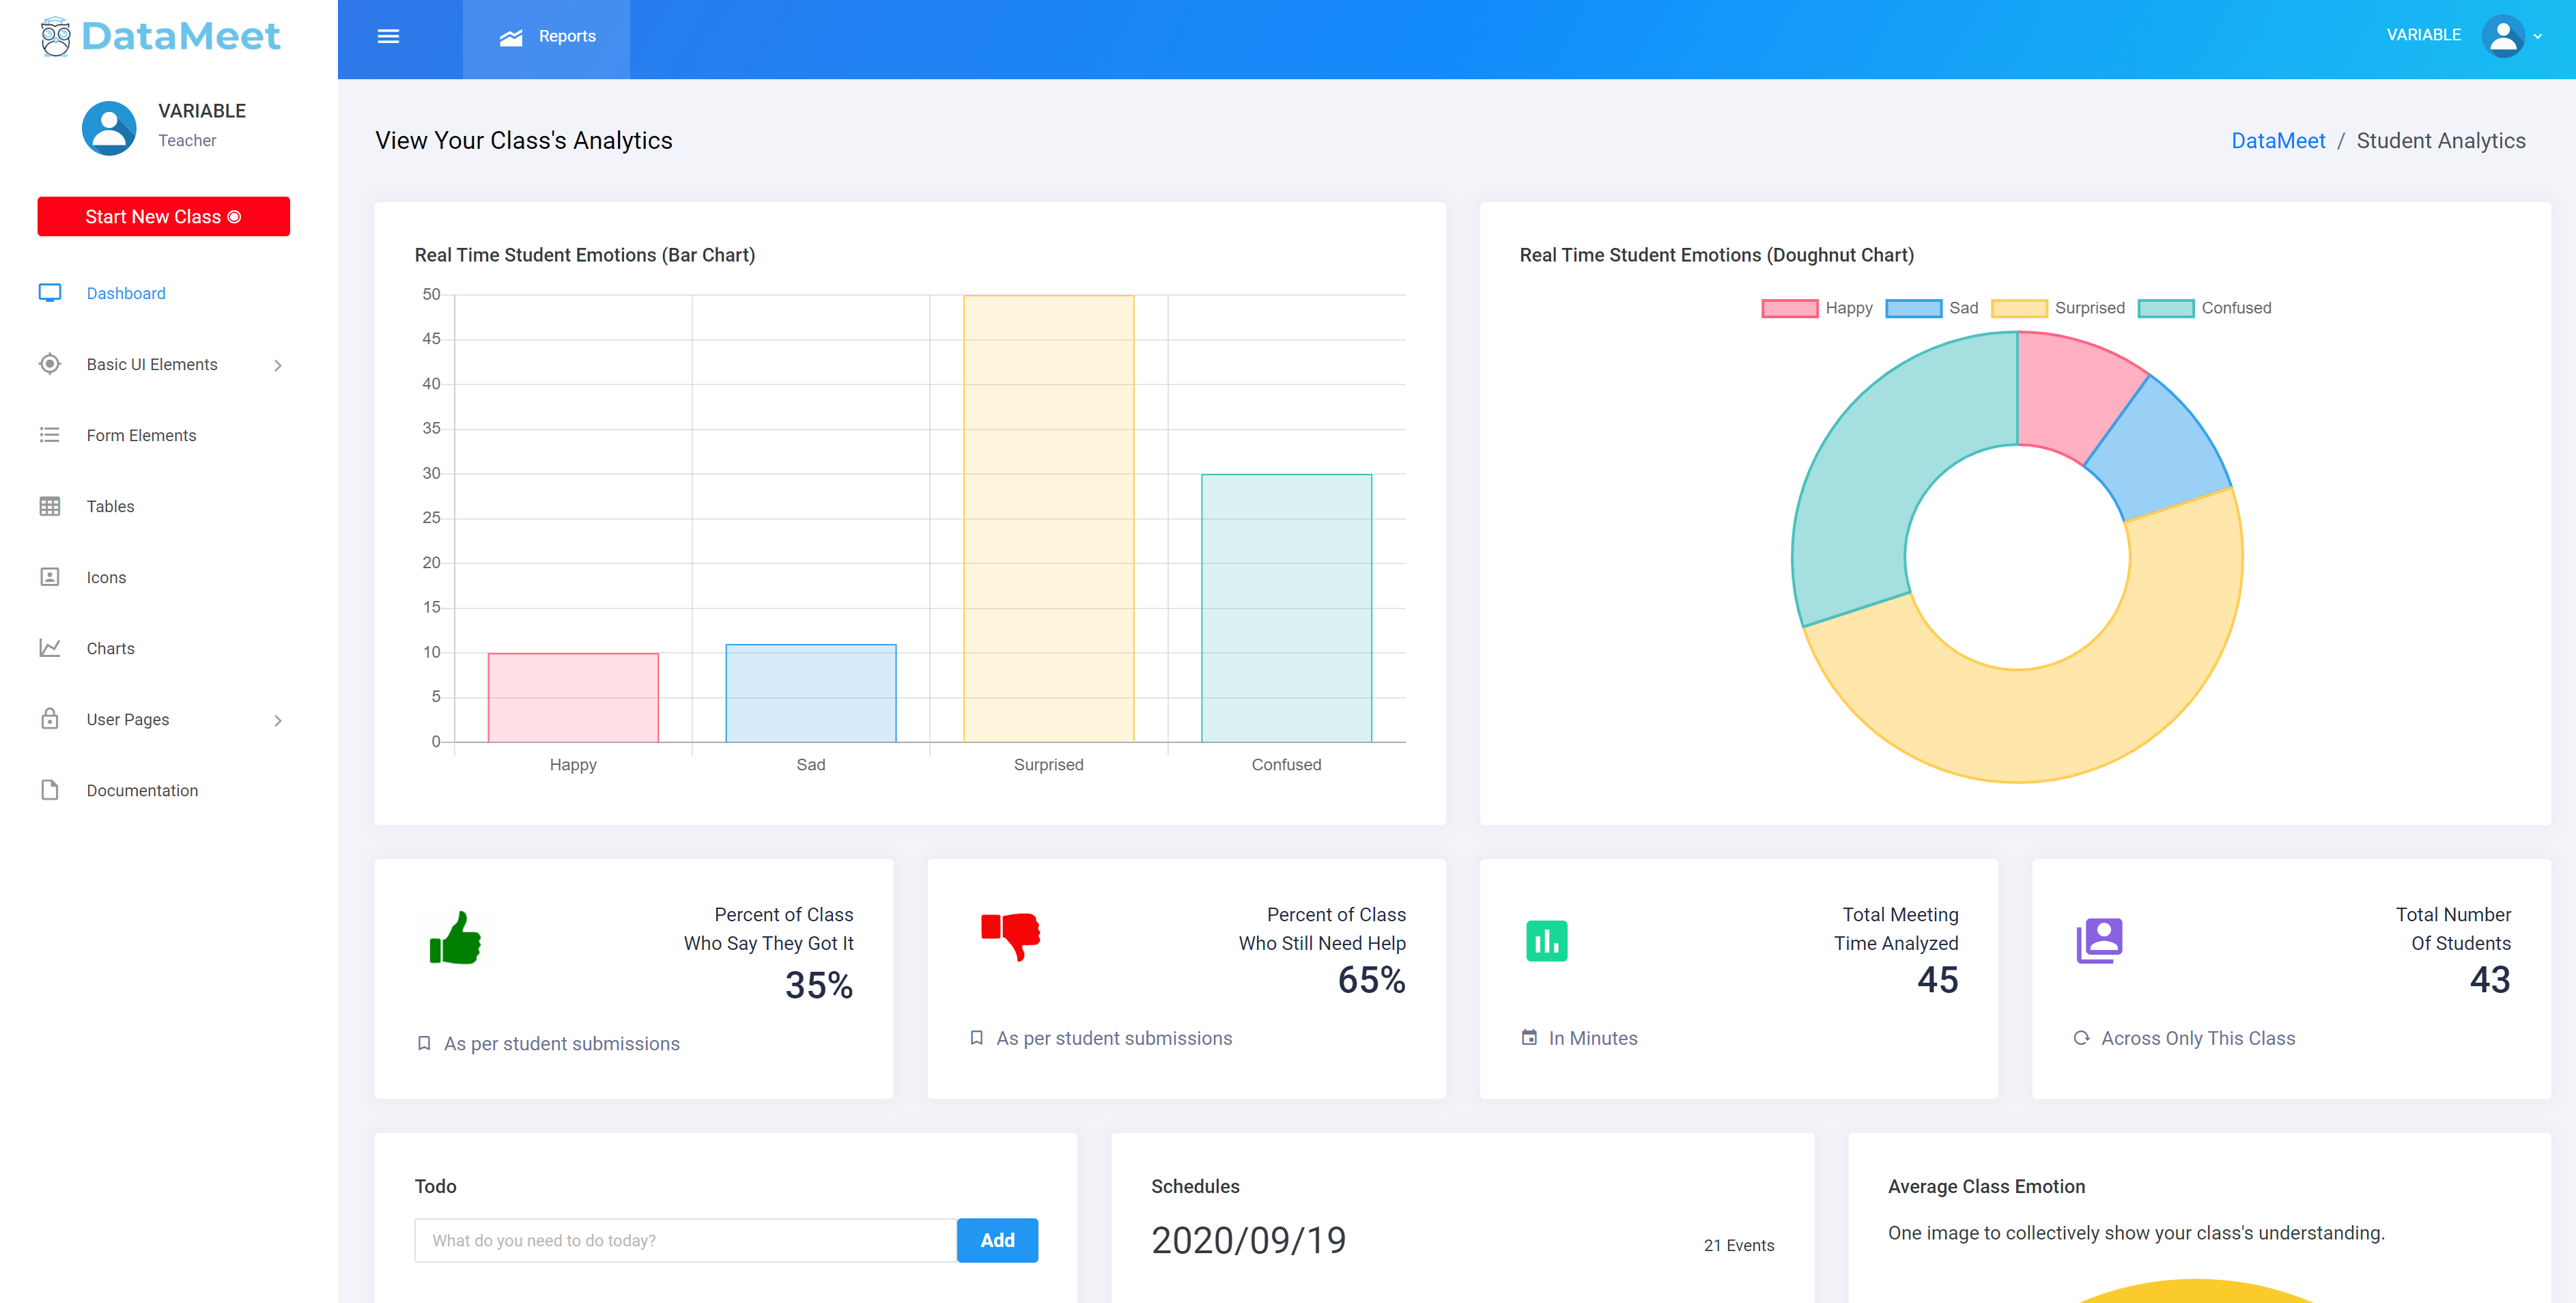 DataMeet
Reports
VARIABLE
VARIABLE
Teacher
Start New Class
Dashboard
Basic UI Elements
Form Elements
Tables
Icons
Charts
User Pages
Documentation
View Your Class's Analytics
DataMeet / Student Analytics
Real Time Student Emotions (Bar Chart)
50
45
40
35
30
25
20
15
10
5
0
Happy Sad Surprised Confused
Real Time Student Emotions (Doughnut Chart)
Happy Sad Surprised Confused
Percent of Class
Who Say They Got It
35%
As per student submissions
Percent of Class
Who Still Need Help
65%
As per student submissions
Total Meeting
Time Analyzed
45
In Minutes
Total Number
Of Students
43
Across Only This Class
Todo
What do you need to do today?
Add
Schedules
2020/09/19
21 Events
Average Class Emotion
One image to collectively show your class's understanding.